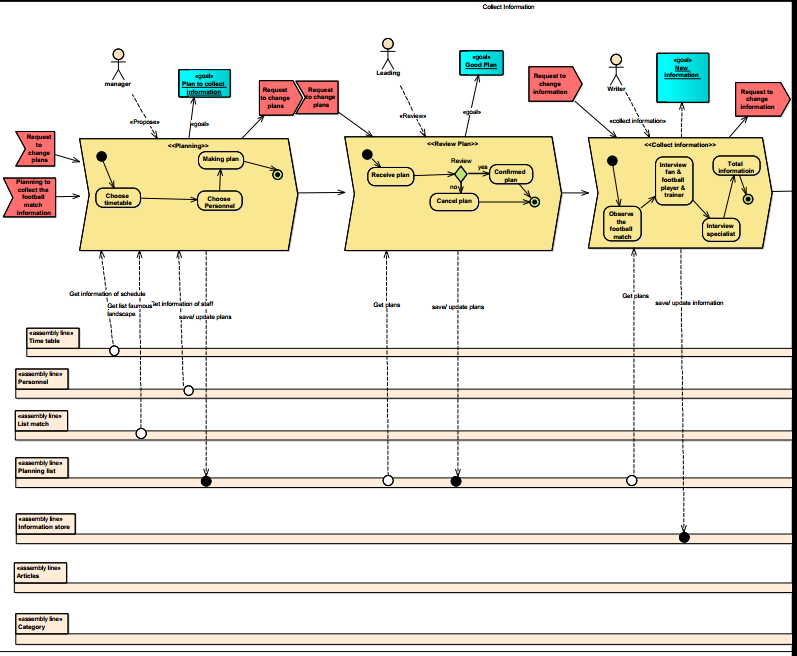 Collect Information
manager
«goal»
Plan to collect
information
Request
to change
plans
Request
to change
plans
Leading
«goal»
Good Plan
Request to
change
information
Writer
«goal»
New
information
Request to
change
information
«Propose»
«goal»
«Review»
«goal»
«collect information»
Request
to
change
plans
Planning to
collect the
football
match
information
<<Planning>>
Making plan
Choose
timetable
Choose
Personnel
<<Review Plan>>
Receive plan
Review
yes
no
Confirmed
plan
Cancel plan
<<Collect information>>
Observe
the
football
match
Interview
fan &
football
player &
trainer
Interview
specialist
Total
informatioin
Get information of schedule
Get list faumous
landscape
Get information of staff
save/ update plans
Get plans
save/ update plans
Get plans
save/ update information
«assembly line»
Time table
«assembly line»
Personnel
«assembly line»
List match
«assembly line»
Planning list
«assembly line»
Information store
«assembly line»
Articles
«assembly line»
Category